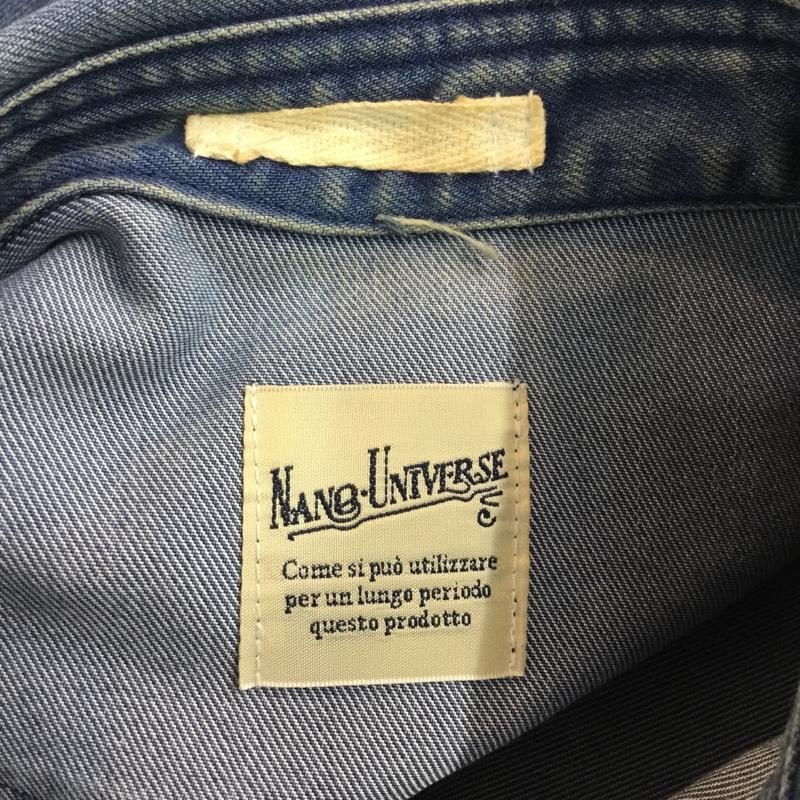 NANO·UNIVERSE
Come si può utilizzare
per un lungo periodo
questo prodotto